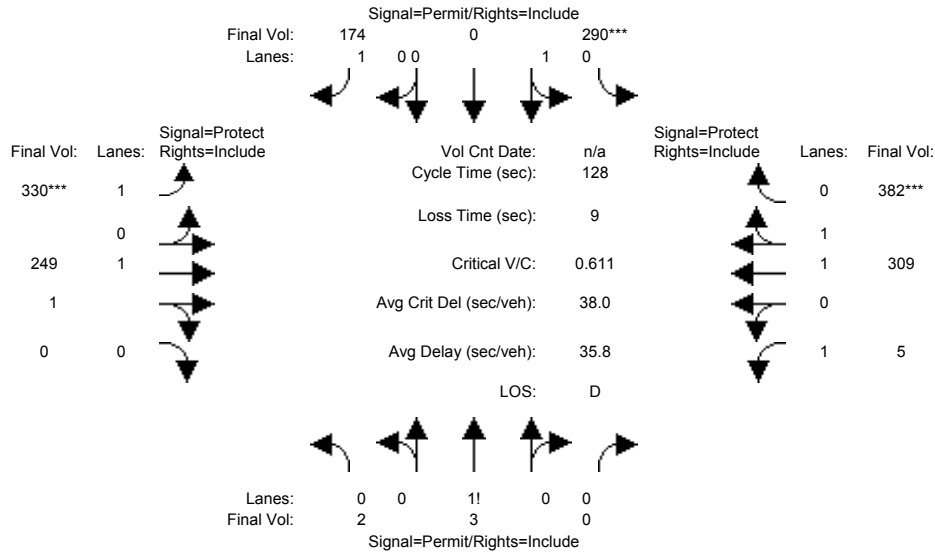 Signal=Permit/Rights=Include
Final Vol: 174 0 290***
Lanes: 1 0 0 1 0
Signal=Protect Signal=Protect
Final Vol: Lanes: Rights=Include Vol Cnt Date: n/a Rights=Include Lanes: Final Vol:
Cycle Time (sec): 128
330*** 1 0 382***
Loss Time (sec): 9
0 1
249 1 Critical V/C: 0.611 1 309
1 Avg Crit Del (sec/veh): 38.0 0
0 0 Avg Delay (sec/veh): 35.8 1 5
LOS: D
Lanes: 0 0 1! 0 0
Final Vol: 2 3 0
Signal=Permit/Rights=Include